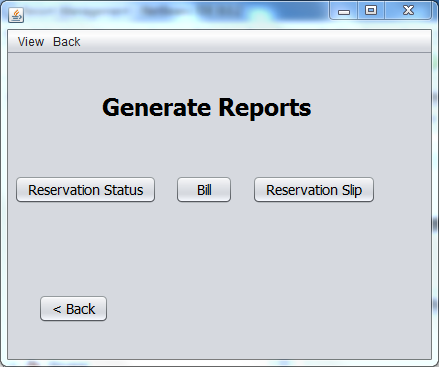 View Back
Generate Reports
Reservation Status Bill Reservation Slip
< Back